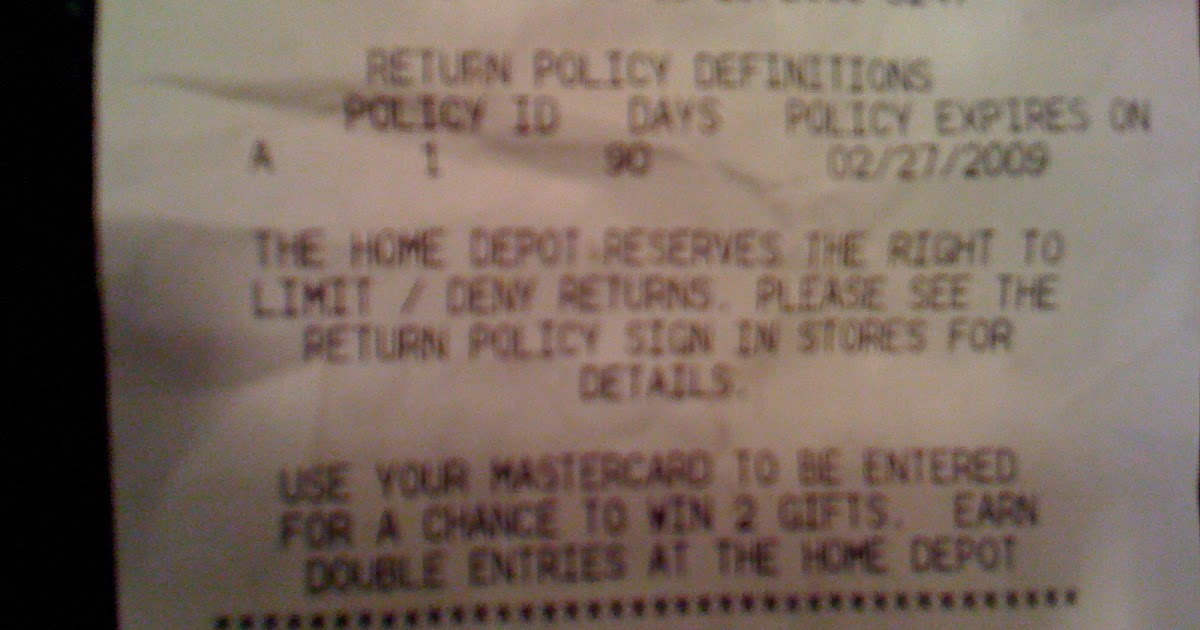 RETURN POLICY DEFINITIONS
POLICY ID DAYS POLICY EXPIRES ON
A 1 90 02/27/2009
THE HOME DEPOT RESERVES THE RIGHT TO
LIMIT / DENY RETURNS. PLEASE SEE THE
RETURN POLICY SIGN IN STORES FOR
DETAILS.
USE YOUR MASTERCARD TO BE ENTERED
FOR A CHANCE TO WIN 2 GIFTS. EARN
DOUBLE ENTRIES AT THE HOME DEPOT